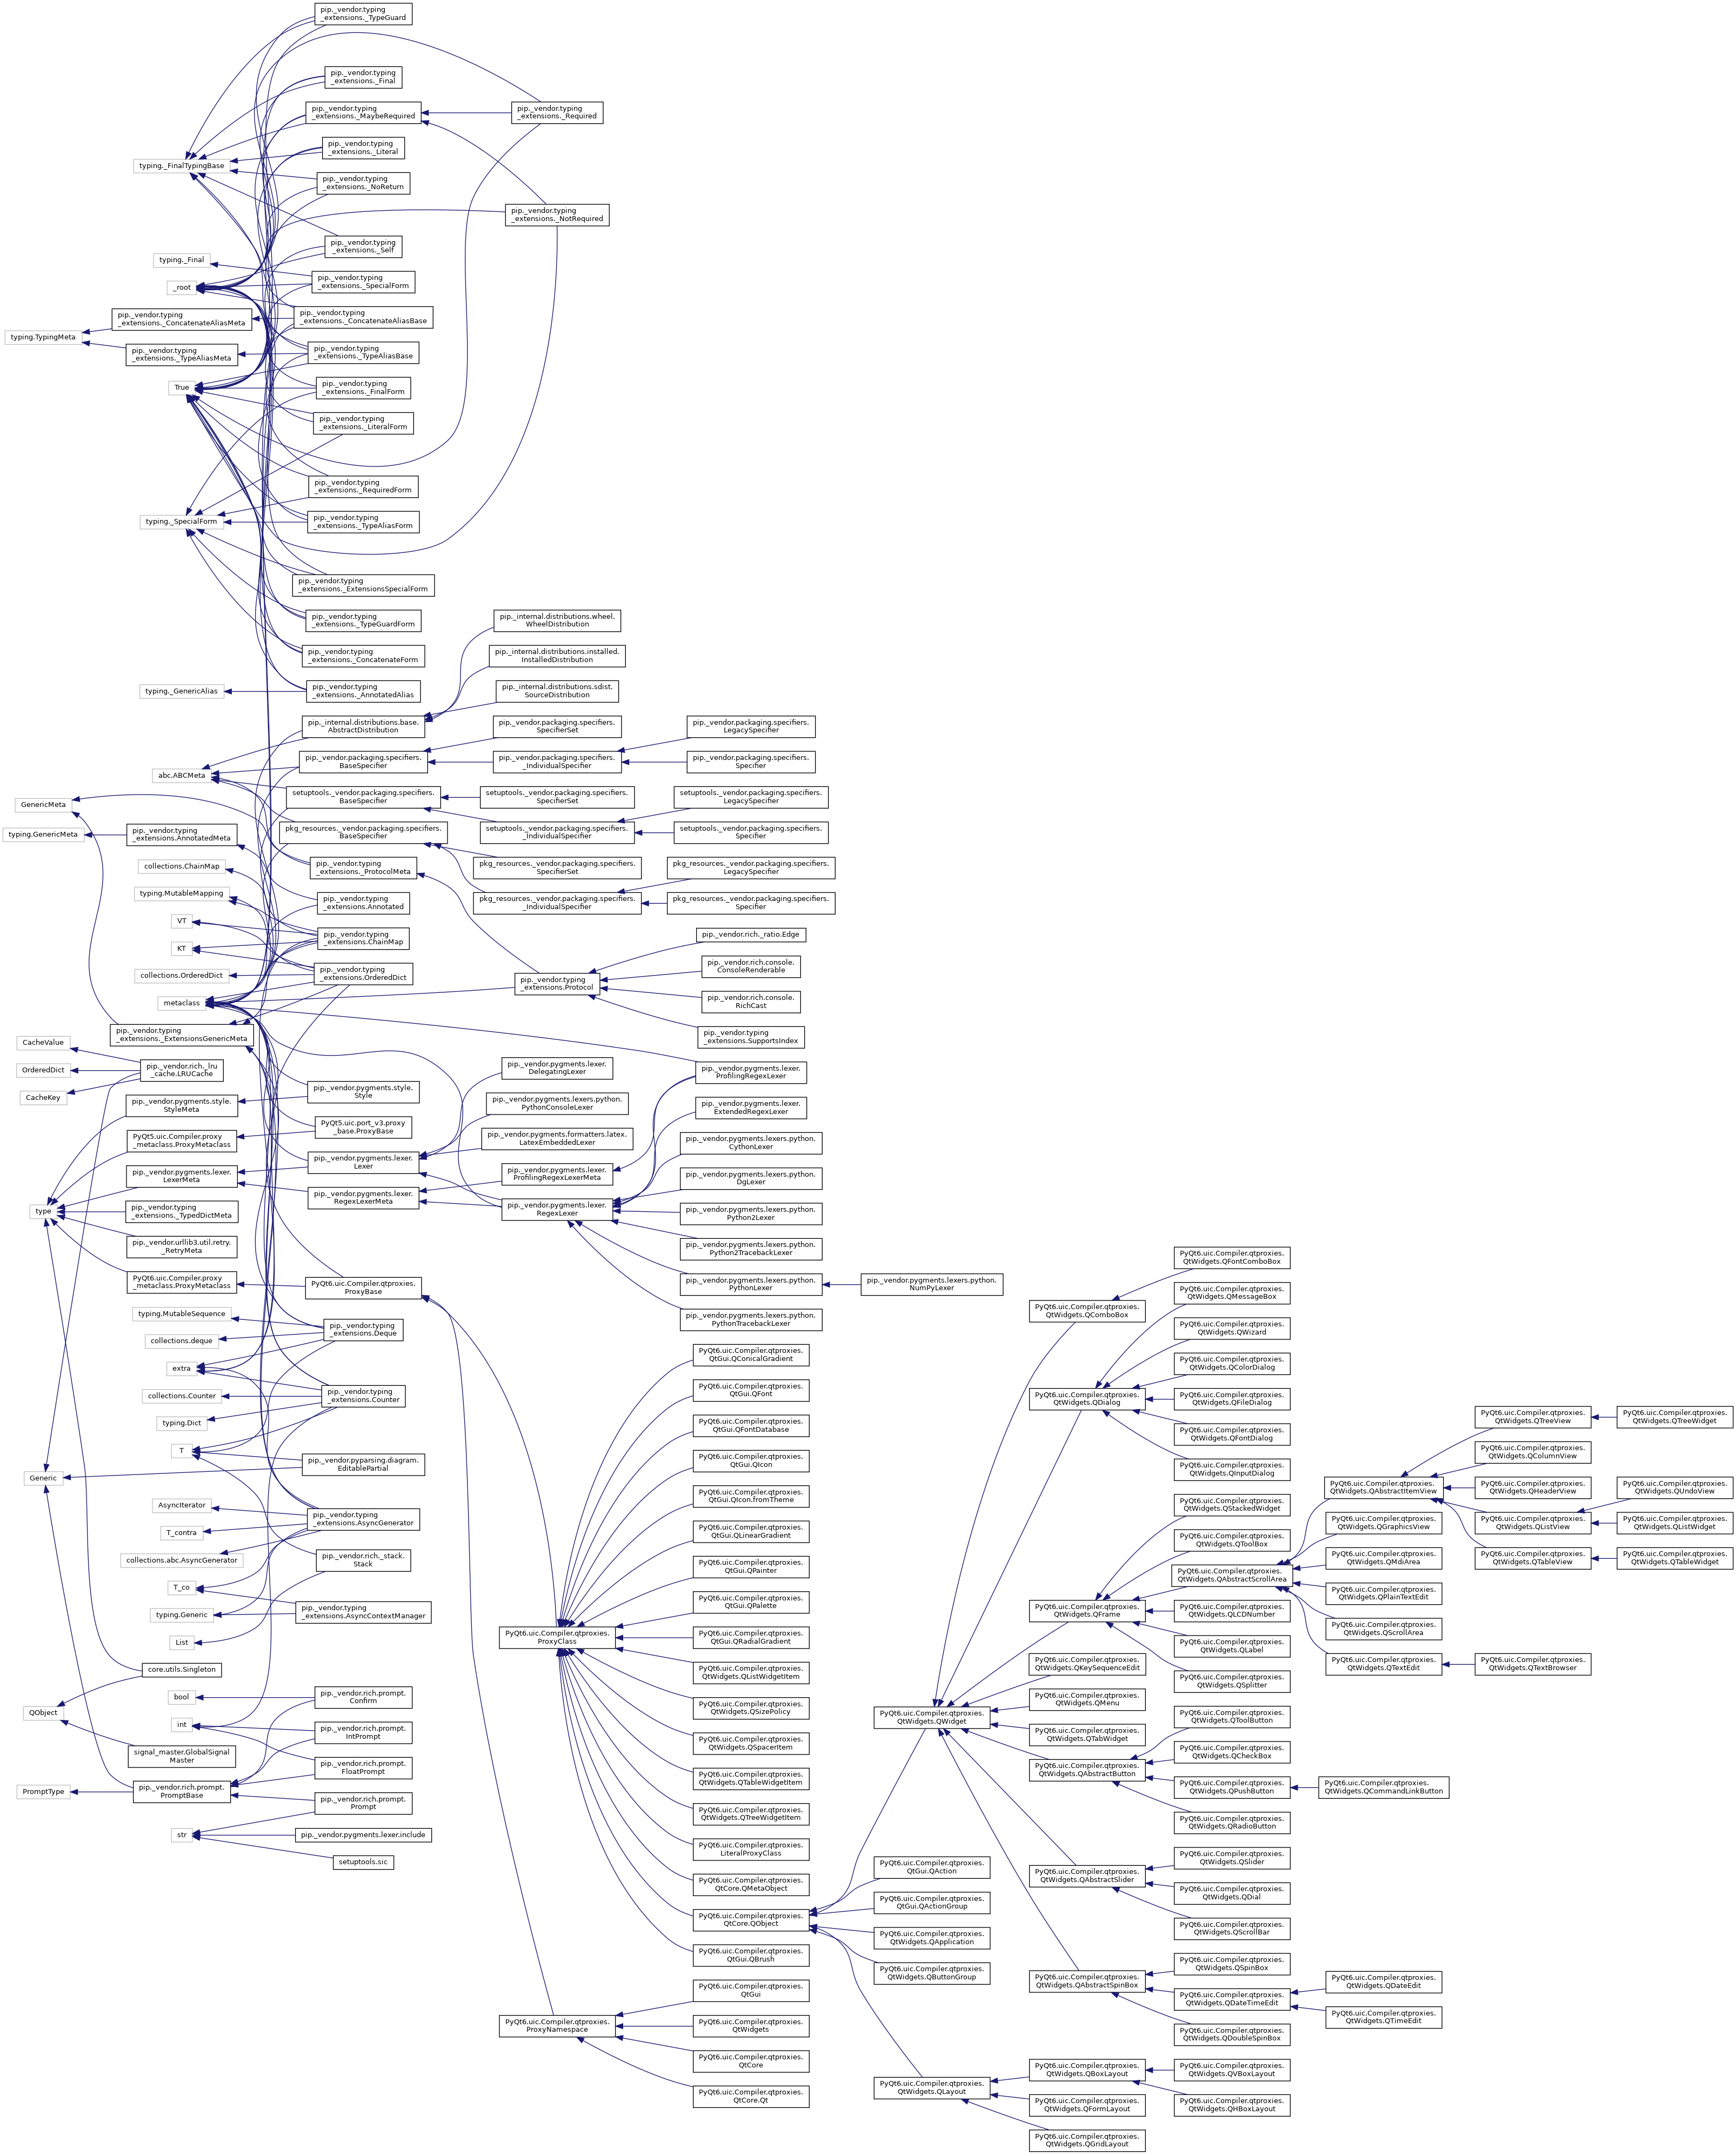 pip._vendor.typing
_extensions._TypeGuard
pip._vendor.typing
_extensions._Final
pip._vendor.typing
_extensions._MaybeRequired
pip._vendor.typing
_extensions._Required
pip._vendor.typing
_extensions._Literal
typing._FinalTypingBase
pip._vendor.typing
_extensions._NoReturn
pip._vendor.typing
_extensions._NotRequired
pip._vendor.typing
_extensions._Self
typing._Final
pip._vendor.typing
_extensions._SpecialForm
_root
pip._vendor.typing
_extensions._ConcatenateAliasMeta
pip._vendor.typing
_extensions._ConcatenateAliasBase
typing.TypingMeta
pip._vendor.typing
_extensions._TypeAliasMeta
pip._vendor.typing
_extensions._TypeAliasBase
True
pip._vendor.typing
_extensions._FinalForm
pip._vendor.typing
_extensions._LiteralForm
pip._vendor.typing
_extensions._RequiredForm
typing._SpecialForm
pip._vendor.typing
_extensions._TypeAliasForm
pip._vendor.typing
_extensions._ExtensionsSpecialForm
pip._vendor.typing
_extensions._TypeGuardForm
pip._internal.distributions.wheel.
WheelDistribution
pip._vendor.typing
_extensions._ConcatenateForm
pip._internal.distributions.installed.
InstalledDistribution
typing._GenericAlias
pip._vendor.typing
_extensions._AnnotatedAlias
pip._internal.distributions.sdist.
SourceDistribution
pip._internal.distributions.base.
AbstractDistribution
pip._vendor.packaging.specifiers.
SpecifierSet
pip._vendor.packaging.specifiers.
LegacySpecifier
abc.ABCMeta
pip._vendor.packaging.specifiers.
BaseSpecifier
pip._vendor.packaging.specifiers.
_IndividualSpecifier
pip._vendor.packaging.specifiers.
Specifier
GenericMeta
setuptools._vendor.packaging.specifiers.
BaseSpecifier
setuptools._vendor.packaging.specifiers.
SpecifierSet
setuptools._vendor.packaging.specifiers.
LegacySpecifier
typing.GenericMeta
pip._vendor.typing
_extensions.AnnotatedMeta
pkg_resources._vendor.packaging.specifiers.
BaseSpecifier
setuptools._vendor.packaging.specifiers.
_IndividualSpecifier
setuptools._vendor.packaging.specifiers.
Specifier
collections.ChainMap
pip._vendor.typing
_extensions._ProtocolMeta
pkg_resources._vendor.packaging.specifiers.
SpecifierSet
pkg_resources._vendor.packaging.specifiers.
LegacySpecifier
typing.MutableMapping
pip._vendor.typing
_extensions.Annotated
pkg_resources._vendor.packaging.specifiers.
_IndividualSpecifier
pkg_resources._vendor.packaging.specifiers.
Specifier
VT
pip._vendor.typing
_extensions.ChainMap
pip._vendor.rich._ratio.Edge
KT
collections.OrderedDict
pip._vendor.typing
_extensions.OrderedDict
pip._vendor.rich.console.
ConsoleRenderable
metaclass
pip._vendor.typing
_extensions.Protocol
pip._vendor.rich.console.
RichCast
pip._vendor.typing
_extensions._ExtensionsGenericMeta
pip._vendor.typing
_extensions.SupportsIndex
CacheValue
OrderedDict
CacheKey
pip._vendor.rich._lru
_cache.LRUCache
pip._vendor.pygments.lexer.
DelegatingLexer
pip._vendor.pygments.lexer.
ProfilingRegexLexer
pip._vendor.pygments.style.
StyleMeta
pip._vendor.pygments.style.
Style
pip._vendor.pygments.lexers.python.
PythonConsoleLexer
pip._vendor.pygments.lexer.
ExtendedRegexLexer
PyQt5.uic.Compiler.proxy
_metaclass.ProxyMetaclass
PyQt5.uic.port_v3.proxy
_base.ProxyBase
pip._vendor.pygments.formatters.latex.
LatexEmbeddedLexer
pip._vendor.pygments.lexers.python.
CythonLexer
pip._vendor.pygments.lexer.
LexerMeta
pip._vendor.pygments.lexer.
Lexer
pip._vendor.pygments.lexer.
ProfilingRegexLexerMeta
pip._vendor.pygments.lexers.python.
DgLexer
type
pip._vendor.typing
_extensions._TypedDictMeta
pip._vendor.pygments.lexer.
RegexLexerMeta
pip._vendor.pygments.lexer.
RegexLexer
pip._vendor.pygments.lexers.python.
Python2Lexer
pip._vendor.urllib3.util.retry.
_RetryMeta
pip._vendor.pygments.lexers.python.
Python2TracebackLexer
PyQt6.uic.Compiler.proxy
_metaclass.ProxyMetaclass
PyQt6.uic.Compiler.qtproxies.
ProxyBase
pip._vendor.pygments.lexers.python.
PythonLexer
pip._vendor.pygments.lexers.python.
NumPyLexer
pip._vendor.pygments.lexers.python.
PythonTracebackLexer
typing.MutableSequence
collections.deque
pip._vendor.typing
_extensions.Deque
extra
collections.Counter
pip._vendor.typing
_extensions.Counter
typing.Dict
T
Generic
pip._vendor.pyparsing.diagram.
EditablePartial
AsyncIterator
T_contra
collections.abc.AsyncGenerator
pip._vendor.typing
_extensions.AsyncGenerator
pip._vendor.rich._stack.
Stack
T_co
typing.Generic
pip._vendor.typing
_extensions.AsyncContextManager
List
core.utils.Singleton
QObject
signal_master.GlobalSignal
Master
bool
pip._vendor.rich.prompt.
Confirm
int
pip._vendor.rich.prompt.
IntPrompt
pip._vendor.rich.prompt.
FloatPrompt
PromptType
pip._vendor.rich.prompt.
PromptBase
pip._vendor.rich.prompt.
Prompt
str
pip._vendor.pygments.lexer.include
setuptools.sic
PyQt6.uic.Compiler.qtproxies.
ProxyClass
PyQt6.uic.Compiler.qtproxies.
ProxyNamespace
PyQt6.uic.Compiler.qtproxies.
QtGui.QConicalGradient
PyQt6.uic.Compiler.qtproxies.
QtGui.QFont
PyQt6.uic.Compiler.qtproxies.
QtGui.QFontDatabase
PyQt6.uic.Compiler.qtproxies.
QtGui.QIcon
PyQt6.uic.Compiler.qtproxies.
QtGui.QIcon.fromTheme
PyQt6.uic.Compiler.qtproxies.
QtGui.QLinearGradient
PyQt6.uic.Compiler.qtproxies.
QtGui.QPainter
PyQt6.uic.Compiler.qtproxies.
QtGui.QPalette
PyQt6.uic.Compiler.qtproxies.
QtGui.QRadialGradient
PyQt6.uic.Compiler.qtproxies.
QtWidgets.QListWidgetItem
PyQt6.uic.Compiler.qtproxies.
QtWidgets.QSizePolicy
PyQt6.uic.Compiler.qtproxies.
QtWidgets.QSpacerItem
PyQt6.uic.Compiler.qtproxies.
QtWidgets.QTableWidgetItem
PyQt6.uic.Compiler.qtproxies.
QtWidgets.QTreeWidgetItem
PyQt6.uic.Compiler.qtproxies.
LiteralProxyClass
PyQt6.uic.Compiler.qtproxies.
QtCore.QMetaObject
PyQt6.uic.Compiler.qtproxies.
QtCore.QObject
PyQt6.uic.Compiler.qtproxies.
QtGui.QBrush
PyQt6.uic.Compiler.qtproxies.
QtGui
PyQt6.uic.Compiler.qtproxies.
QtWidgets
PyQt6.uic.Compiler.qtproxies.
QtCore
PyQt6.uic.Compiler.qtproxies.
QtCore.Qt
PyQt6.uic.Compiler.qtproxies.
QtWidgets.QWidget
PyQt6.uic.Compiler.qtproxies.
QtGui.QAction
PyQt6.uic.Compiler.qtproxies.
QtGui.QActionGroup
PyQt6.uic.Compiler.qtproxies.
QtWidgets.QApplication
PyQt6.uic.Compiler.qtproxies.
QtWidgets.QButtonGroup
PyQt6.uic.Compiler.qtproxies.
QtWidgets.QLayout
PyQt6.uic.Compiler.qtproxies.
QtWidgets.QComboBox
PyQt6.uic.Compiler.qtproxies.
QtWidgets.QDialog
PyQt6.uic.Compiler.qtproxies.
QtWidgets.QFrame
PyQt6.uic.Compiler.qtproxies.
QtWidgets.QKeySequenceEdit
PyQt6.uic.Compiler.qtproxies.
QtWidgets.QMenu
PyQt6.uic.Compiler.qtproxies.
QtWidgets.QTabWidget
PyQt6.uic.Compiler.qtproxies.
QtWidgets.QAbstractButton
PyQt6.uic.Compiler.qtproxies.
QtWidgets.QAbstractSlider
PyQt6.uic.Compiler.qtproxies.
QtWidgets.QAbstractSpinBox
PyQt6.uic.Compiler.qtproxies.
QtWidgets.QBoxLayout
PyQt6.uic.Compiler.qtproxies.
QtWidgets.QFormLayout
PyQt6.uic.Compiler.qtproxies.
QtWidgets.QGridLayout
PyQt6.uic.Compiler.qtproxies.
QtWidgets.QFontComboBox
PyQt6.uic.Compiler.qtproxies.
QtWidgets.QMessageBox
PyQt6.uic.Compiler.qtproxies.
QtWidgets.QWizard
PyQt6.uic.Compiler.qtproxies.
QtWidgets.QColorDialog
PyQt6.uic.Compiler.qtproxies.
QtWidgets.QFileDialog
PyQt6.uic.Compiler.qtproxies.
QtWidgets.QFontDialog
PyQt6.uic.Compiler.qtproxies.
QtWidgets.QInputDialog
PyQt6.uic.Compiler.qtproxies.
QtWidgets.QStackedWidget
PyQt6.uic.Compiler.qtproxies.
QtWidgets.QToolBox
PyQt6.uic.Compiler.qtproxies.
QtWidgets.QAbstractScrollArea
PyQt6.uic.Compiler.qtproxies.
QtWidgets.QLCDNumber
PyQt6.uic.Compiler.qtproxies.
QtWidgets.QLabel
PyQt6.uic.Compiler.qtproxies.
QtWidgets.QSplitter
PyQt6.uic.Compiler.qtproxies.
QtWidgets.QToolButton
PyQt6.uic.Compiler.qtproxies.
QtWidgets.QCheckBox
PyQt6.uic.Compiler.qtproxies.
QtWidgets.QPushButton
PyQt6.uic.Compiler.qtproxies.
QtWidgets.QRadioButton
PyQt6.uic.Compiler.qtproxies.
QtWidgets.QSlider
PyQt6.uic.Compiler.qtproxies.
QtWidgets.QDial
PyQt6.uic.Compiler.qtproxies.
QtWidgets.QScrollBar
PyQt6.uic.Compiler.qtproxies.
QtWidgets.QSpinBox
PyQt6.uic.Compiler.qtproxies.
QtWidgets.QDateTimeEdit
PyQt6.uic.Compiler.qtproxies.
QtWidgets.QDoubleSpinBox
PyQt6.uic.Compiler.qtproxies.
QtWidgets.QVBoxLayout
PyQt6.uic.Compiler.qtproxies.
QtWidgets.QHBoxLayout
PyQt6.uic.Compiler.qtproxies.
QtWidgets.QAbstractItemView
PyQt6.uic.Compiler.qtproxies.
QtWidgets.QGraphicsView
PyQt6.uic.Compiler.qtproxies.
QtWidgets.QMdiArea
PyQt6.uic.Compiler.qtproxies.
QtWidgets.QPlainTextEdit
PyQt6.uic.Compiler.qtproxies.
QtWidgets.QScrollArea
PyQt6.uic.Compiler.qtproxies.
QtWidgets.QTextEdit
PyQt6.uic.Compiler.qtproxies.
QtWidgets.QCommandLinkButton
PyQt6.uic.Compiler.qtproxies.
QtWidgets.QDateEdit
PyQt6.uic.Compiler.qtproxies.
QtWidgets.QTimeEdit
PyQt6.uic.Compiler.qtproxies.
QtWidgets.QTreeView
PyQt6.uic.Compiler.qtproxies.
QtWidgets.QColumnView
PyQt6.uic.Compiler.qtproxies.
QtWidgets.QHeaderView
PyQt6.uic.Compiler.qtproxies.
QtWidgets.QListView
PyQt6.uic.Compiler.qtproxies.
QtWidgets.QTableView
PyQt6.uic.Compiler.qtproxies.
QtWidgets.QTextBrowser
PyQt6.uic.Compiler.qtproxies.
QtWidgets.QTreeWidget
PyQt6.uic.Compiler.qtproxies.
QtWidgets.QUndoView
PyQt6.uic.Compiler.qtproxies.
QtWidgets.QListWidget
PyQt6.uic.Compiler.qtproxies.
QtWidgets.QTableWidget